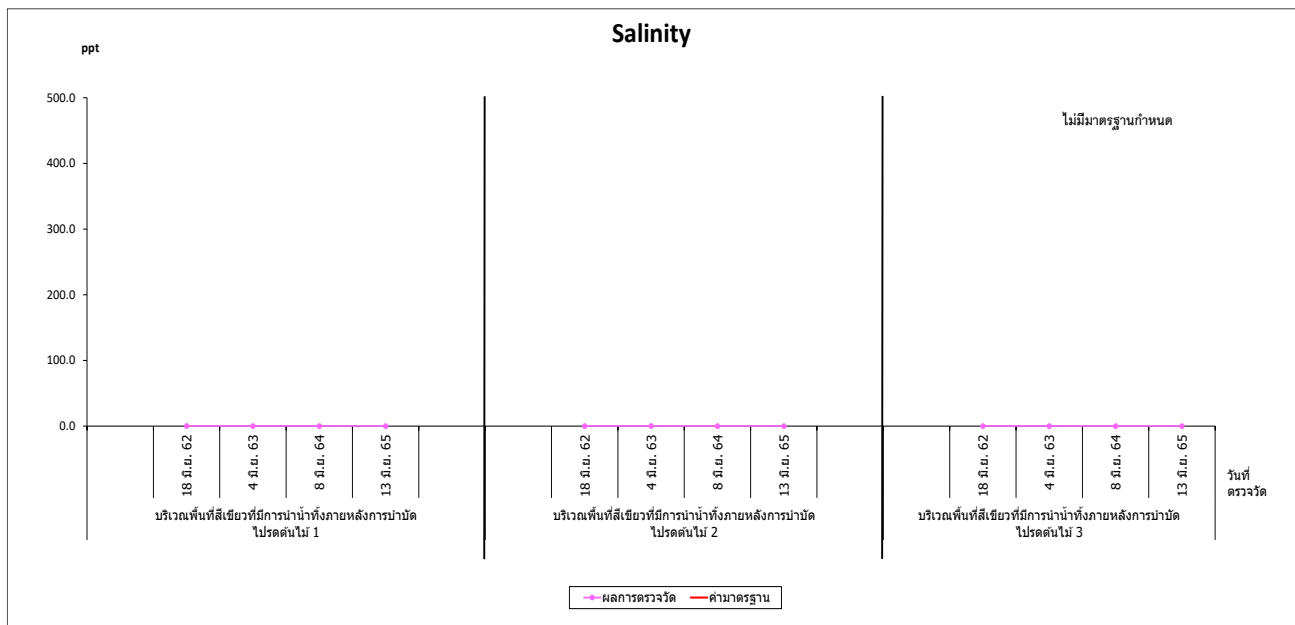 Salinity
ppt
500.0
400.0
300.0
200.0
100.0
0.0
ไม่มีมาตรฐานกำหนด
18 มิ.ย. 62
4 มิ.ย. 63
8 มิ.ย. 64
13 มิ.ย. 65
18 มิ.ย. 62
4 มิ.ย. 63
8 มิ.ย. 64
13 มิ.ย. 65
18 มิ.ย. 62
4 มิ.ย. 63
8 มิ.ย. 64
13 มิ.ย. 65
วันที่
ตรวจวัด
บริเวณพื้นที่สีเขียวที่มีการนำน้ำทิ้งภายหลังการบำบัด
ไปรดต้นไม้ 1
บริเวณพื้นที่สีเขียวที่มีการนำน้ำทิ้งภายหลังการบำบัด
ไปรดต้นไม้ 2
บริเวณพื้นที่สีเขียวที่มีการนำน้ำทิ้งภายหลังการบำบัด
ไปรดต้นไม้ 3
ผลการตรวจวัด
ค่ามาตรฐาน